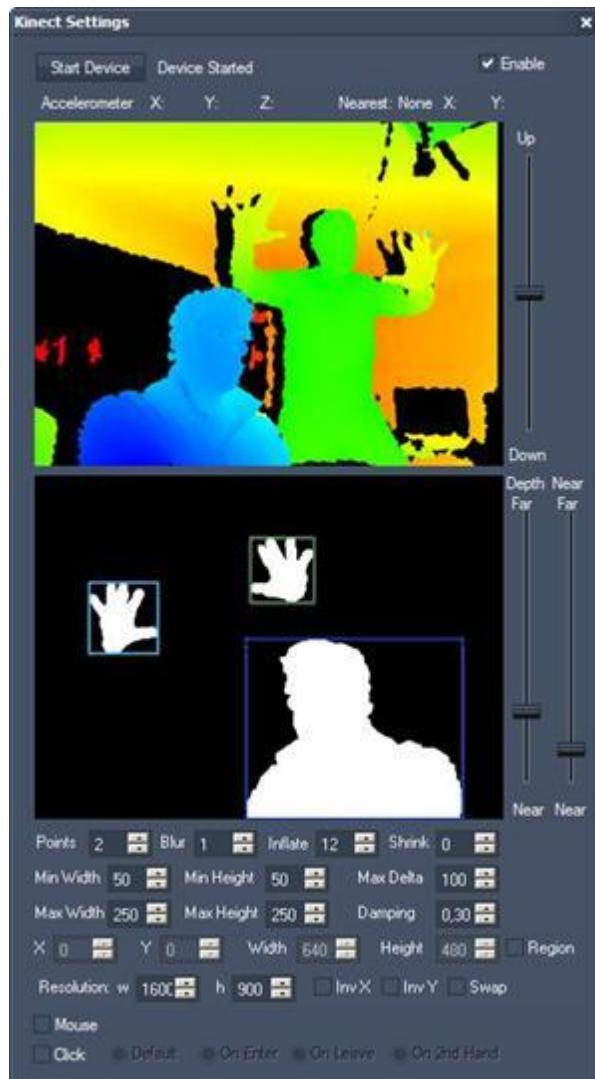 Kinect Settings
Start Device Device Started Enable
Accelerometer X: Y: Z: Nearest: None X: Y:
Up
Down
Depth Near
Far Far
Near Near
Points 2 Blur 1 Inflate 12 Shrink 0
Min Width 50 Min Height 50 Max Delta 100
Max Width 250 Max Height 250 Damping 0,30
X 0 Y 0 Width 640 Height 480 Region
Resolution: w 1600 h 900 Inv X Inv Y Swap
Mouse
Click Default On Enter On Leave On 2nd Hand